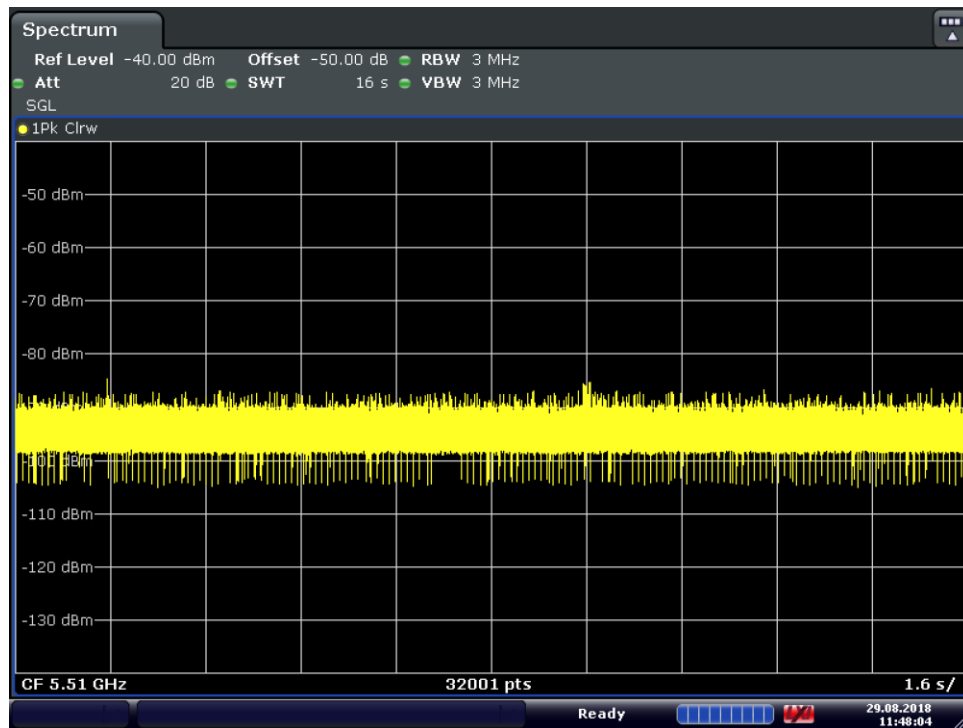 Spectrum
Ref Level -40.00 dBm Offset -50.00 dB RBW 3 MHz
Att 20 dB SWT 16 s VBW 3 MHz
SGL
1Pk Clrw
-50 dBm
-60 dBm
-70 dBm
-80 dBm
-100 dBm
-110 dBm
-120 dBm
-130 dBm
CF 5.51 GHz 32001 pts 1.6 s/
Ready 29.08.2018
11:48:04